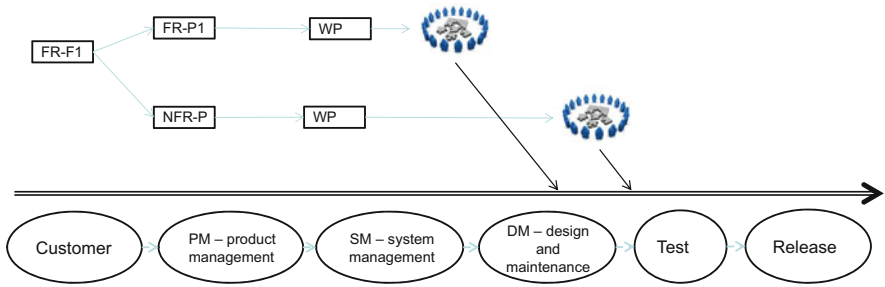 FR-P1
WP
FR-F1
NFR-P
WP
Customer
PM – product
management
SM – system
management
DM – design
and
maintenance
Test
Release